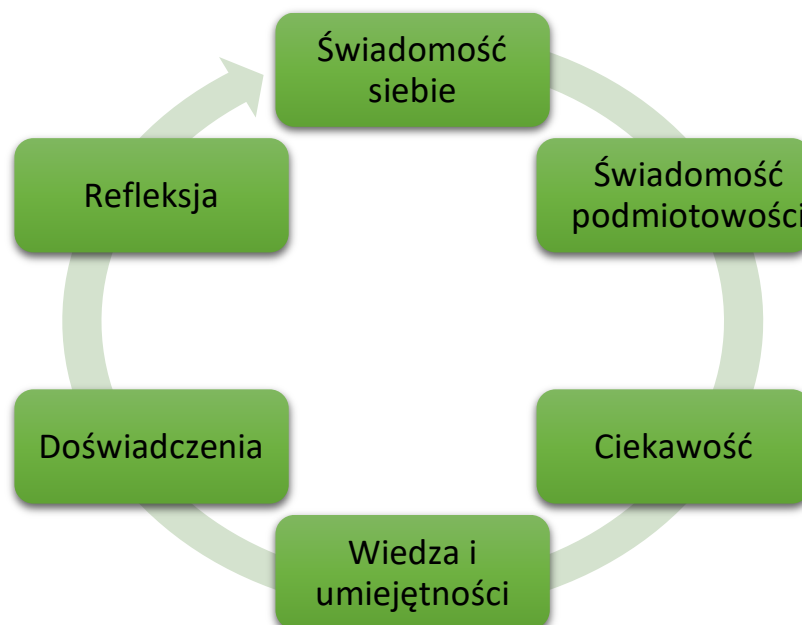 Świadomość
siebie
Świadomość
podmiotowości
Ciekawość
Wiedza i
umiejętności
Doświadczenia
Refleksja